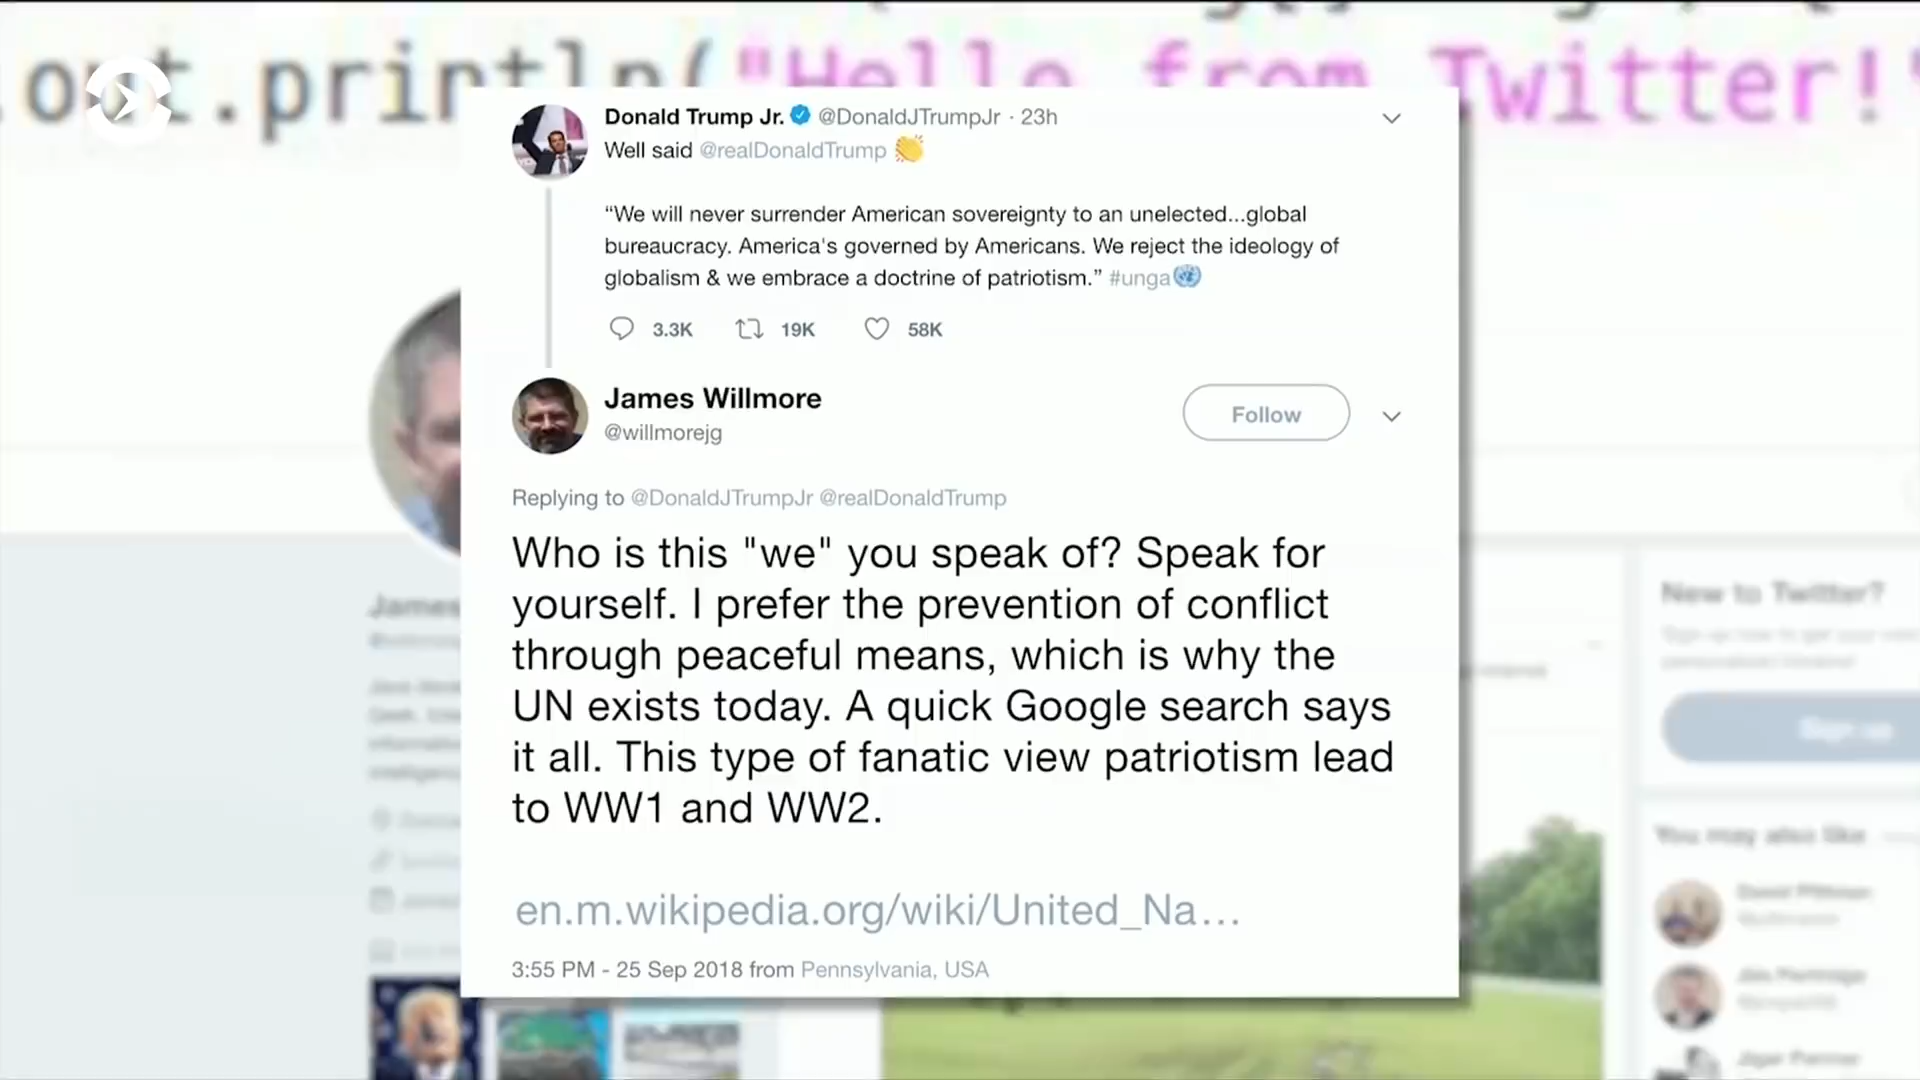 .out.println("Hello from Twitter!"
Donald Trump Jr. @DonaldJTrumpJr · 23h
Well said @realDonaldTrump 👏
“We will never surrender American sovereignty to an unelected...global
bureaucracy. America's governed by Americans. We reject the ideology of
globalism & we embrace a doctrine of patriotism.” #unga
3.3K 19K 58K
James Willmore
@willmorejg
Follow
Replying to @DonaldJTrumpJr @realDonaldTrump
Who is this "we" you speak of? Speak for
yourself. I prefer the prevention of conflict
through peaceful means, which is why the
UN exists today. A quick Google search says
it all. This type of fanatic view patriotism lead
to WW1 and WW2.
en.m.wikipedia.org/wiki/United_Na...
3:55 PM - 25 Sep 2018 from Pennsylvania, USA
James
New to Twitter?
Sign up
You may also like